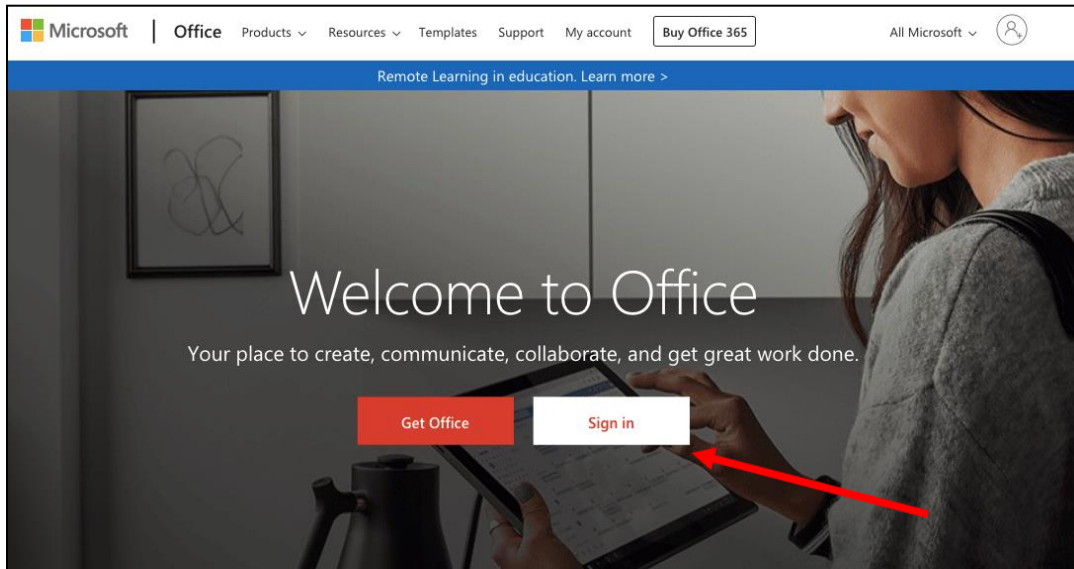 Microsoft | Office Products Resources Templates Support My account Buy Office 365 All Microsoft
Remote Learning in education. Learn more >
Welcome to Office
Your place to create, communicate, collaborate, and get great work done.
Get Office Sign in